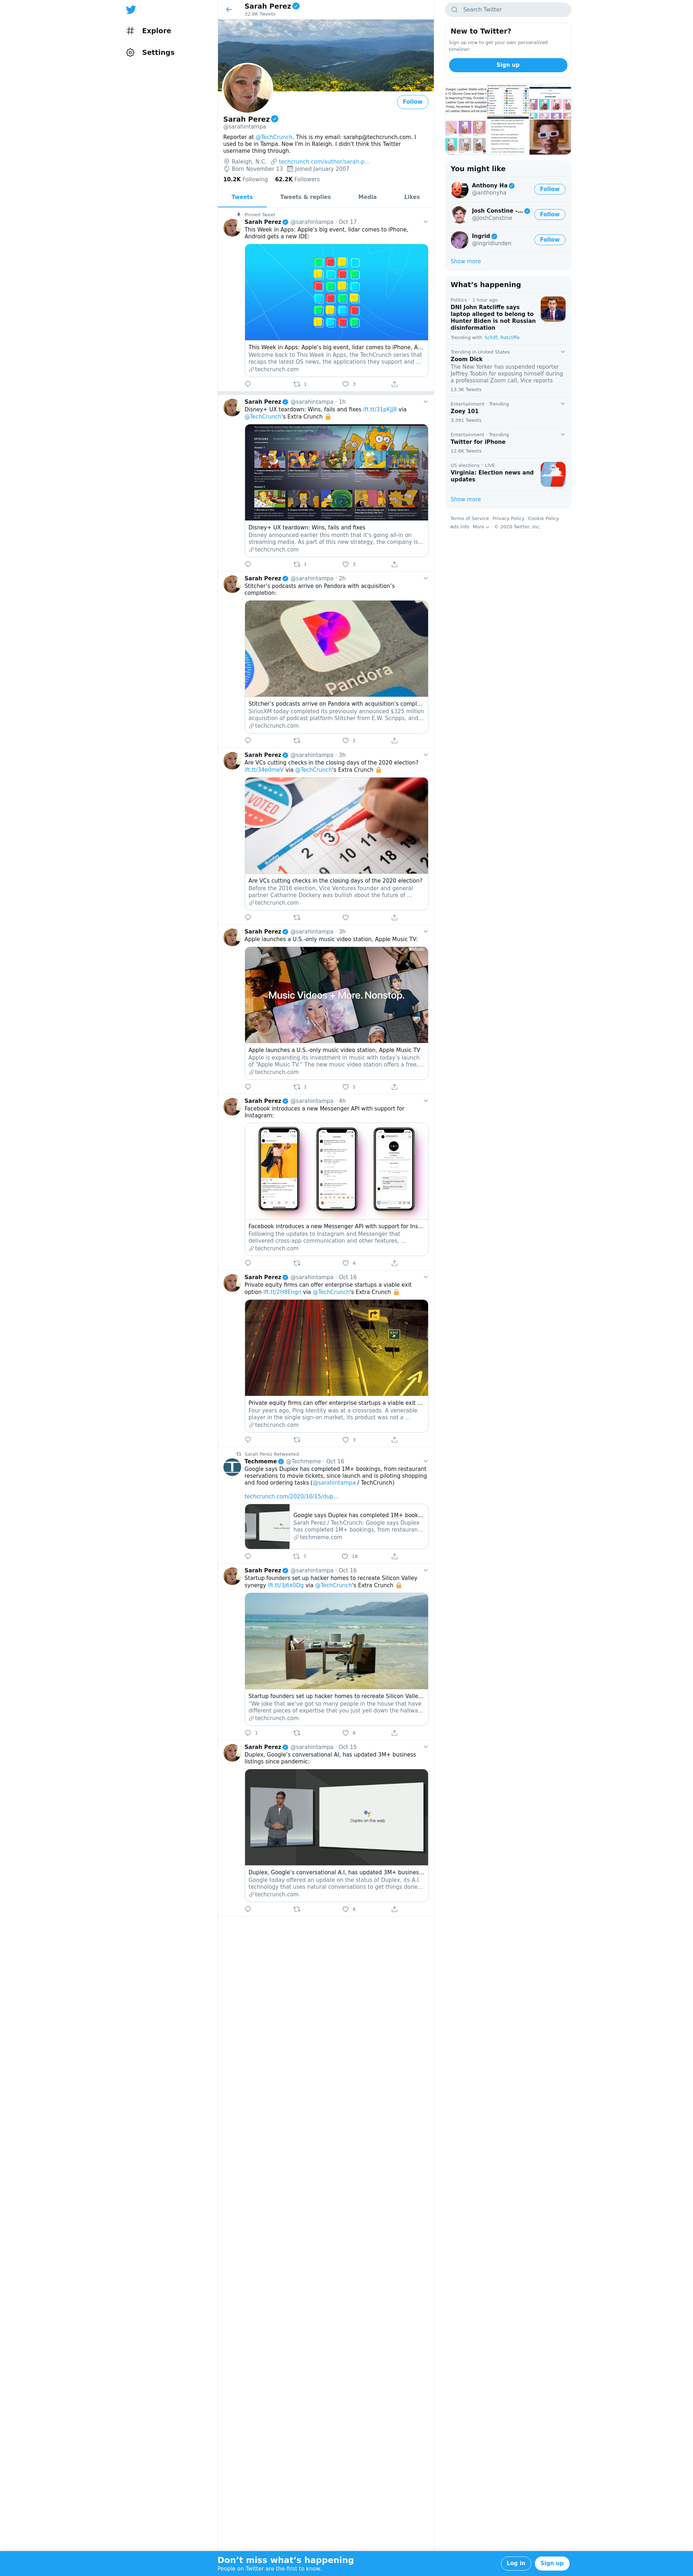 Explore
Settings
Sarah Perez
32.8K Tweets
Follow
Sarah Perez
@sarahintampa
Reporter at @TechCrunch. This is my email: sarahp@techcrunch.com. I
used to be in Tampa. Now I'm in Raleigh. I didn't think this Twitter
username thing through.
Raleigh, N.C. techcrunch.com/author/sarah-p…
Born November 13 Joined January 2007
10.2K Following 62.2K Followers
Tweets Tweets & replies Media Likes
Pinned Tweet
Sarah Perez @sarahintampa · Oct 17
This Week in Apps: Apple's big event, lidar comes to iPhone,
Android gets a new IDE:
This Week in Apps: Apple's big event, lidar comes to iPhone, A…
Welcome back to This Week in Apps, the TechCrunch series that
recaps the latest OS news, the applications they support and …
techcrunch.com
1 3
Sarah Perez @sarahintampa · 1h
Disney+ UX teardown: Wins, fails and fixes via
@TechCrunch's Extra Crunch
Disney+ UX teardown: Wins, fails and fixes
Disney announced earlier this month that it's going all-in on
streaming media. As part of this new strategy, the company is…
techcrunch.com
1 3
Sarah Perez @sarahintampa · 2h
Stitcher's podcasts arrive on Pandora with acquisition's
completion:
Pandora
Stitcher's podcasts arrive on Pandora with acquisition's compl…
SiriusXM today completed its previously announced $325 million
acquisition of podcast platform Stitcher from E.W. Scripps, and…
techcrunch.com
5
Sarah Perez @sarahintampa · 3h
Are VCs cutting checks in the closing days of the 2020 election?
ift.tt/34e0meV via @TechCrunch's Extra Crunch
VOTED
3 4 5 6
9 10 11 12 13
Are VCs cutting checks in the closing days of the 2020 election?
Before the 2016 election, Vice Ventures founder and general
partner Catharine Dockery was bullish about the future of …
techcrunch.com
Sarah Perez @sarahintampa · 3h
Apple launches a U.S.-only music video station, Apple Music TV:
Music Videos + More. Nonstop.
Apple launches a U.S.-only music video station, Apple Music TV
Apple is expanding its investment in music with today's launch
of "Apple Music TV." The new music video station offers a free,…
techcrunch.com
1 1
Sarah Perez @sarahintampa · 4h
Facebook introduces a new Messenger API with support for
Instagram:
Facebook introduces a new Messenger API with support for Ins…
Following the updates to Instagram and Messenger that
delivered cross-app communication and other features, …
techcrunch.com
4
Sarah Perez @sarahintampa · Oct 16
Private equity firms can offer enterprise startups a viable exit
option via @TechCrunch's Extra Crunch
Private equity firms can offer enterprise startups a viable exit …
Four years ago, Ping Identity was at a crossroads. A venerable
player in the single sign-on market, its product was not a …
techcrunch.com
3
Sarah Perez Retweeted
Techmeme @Techmeme · Oct 16
Google says Duplex has completed 1M+ bookings, from restaurant
reservations to movie tickets, since launch and is piloting shopping
and food ordering tasks (@sarahintampa / TechCrunch)
techcrunch.com/2020/10/15/dup…
Google says Duplex has completed 1M+ book…
Sarah Perez / TechCrunch: Google says Duplex
has completed 1M+ bookings, from restauran…
techmeme.com
7 18
Sarah Perez @sarahintampa · Oct 16
Startup founders set up hacker homes to recreate Silicon Valley
synergy via @TechCrunch's Extra Crunch
Startup founders set up hacker homes to recreate Silicon Valle…
"We joke that we've got so many people in the house that have
different pieces of expertise that you just yell down the hallwa…
techcrunch.com
1 8
Sarah Perez @sarahintampa · Oct 15
Duplex, Google's conversational AI, has updated 3M+ business
listings since pandemic:
Duplex on the web
Duplex, Google's conversational A.I, has updated 3M+ busines…
Google today offered an update on the status of Duplex, its A.I.
technology that uses natural conversations to get things done…
techcrunch.com
8
Search Twitter
New to Twitter?
Sign up now to get your own personalized
timeline!
Sign up
You might like
Anthony Ha
@anthonyha
Follow
Josh Constine -…
@JoshConstine
Follow
Ingrid
@ingridlunden
Follow
Show more
What's happening
Politics · 1 hour ago
DNI John Ratcliffe says
laptop alleged to belong to
Hunter Biden is not Russian
disinformation
Trending with Schiff, Ratcliffe
Trending in United States
Zoom Dick
The New Yorker has suspended reporter
Jeffrey Toobin for exposing himself during
a professional Zoom call, Vice reports
13.3K Tweets
Entertainment · Trending
Zoey 101
3,391 Tweets
Entertainment · Trending
Twitter for iPhone
12.6K Tweets
US elections · LIVE
Virginia: Election news and
updates
Show more
Terms of Service Privacy Policy Cookie Policy
Ads info More © 2020 Twitter, Inc.
Don't miss what's happening
People on Twitter are the first to know.
Log in Sign up